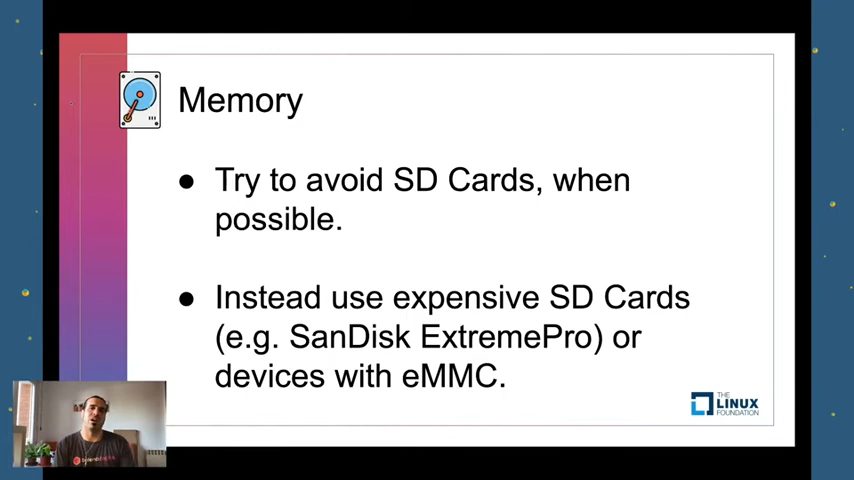 Memory
● Try to avoid SD Cards, when
possible.
● Instead use expensive SD Cards
(e.g. SanDisk ExtremePro) or
devices with eMMC.
THE
LINUX
FOUNDATION